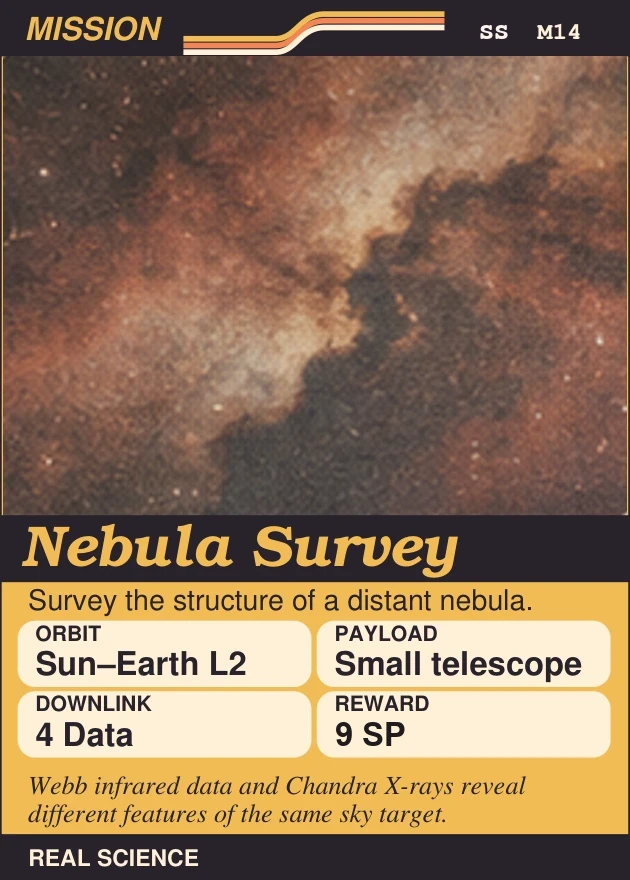 MISSION
SS M14
Nebula Survey
Survey the structure of a distant nebula.
ORBIT
Sun–Earth L2
PAYLOAD
Small telescope
DOWNLINK
4 Data
REWARD
9 SP
Webb infrared data and Chandra X-rays reveal
different features of the same sky target.
REAL SCIENCE